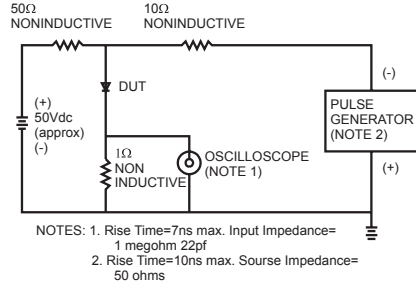 50Ω
NONINDUCTIVE
10Ω
NONINDUCTIVE
DUT
(+)
50Vdc
(approx)
(-)
1Ω
NON
INDUCTIVE
OSCILLOSCOPE
(NOTE 1)
(-)
PULSE
GENERATOR
(NOTE 2)
(+)
NOTES: 1. Rise Time=7ns max. Input Impedance=
1 megohm 22pf
2. Rise Time=10ns max. Sourse Impedance=
50 ohms